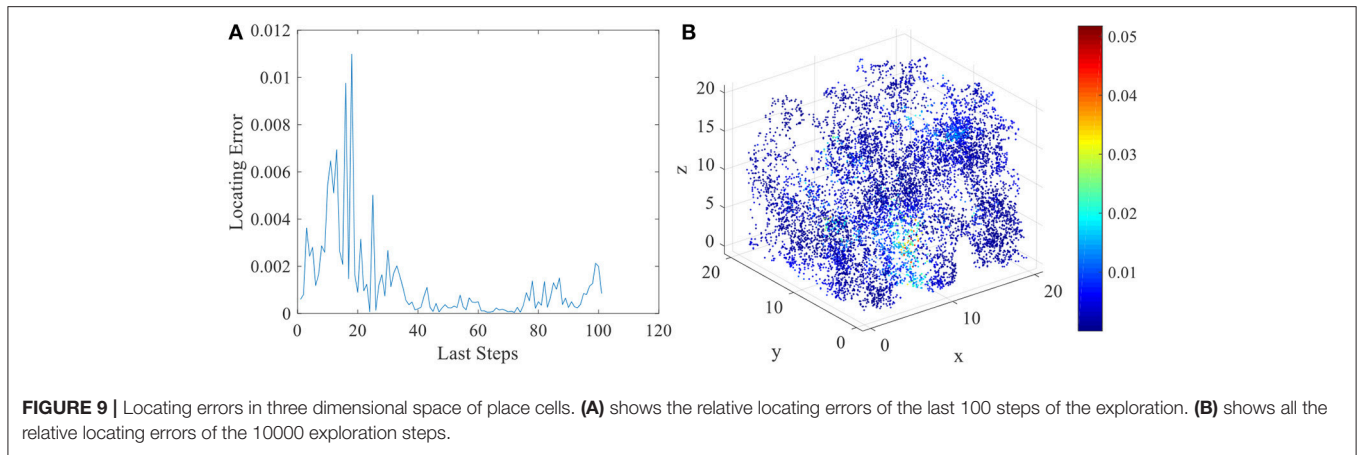 A
0.012
0.01
0.008
0.006
0.004
0.002
0
Locating Error
0 20 40 60 80 100 120
Last Steps
B
20
15
10
5
0
z
20
10
0
y
0
10
20
x
0.05
0.04
0.03
0.02
0.01
FIGURE 9 | Locating errors in three dimensional space of place cells. (A) shows the relative locating errors of the last 100 steps of the exploration. (B) shows all the
relative locating errors of the 10000 exploration steps.